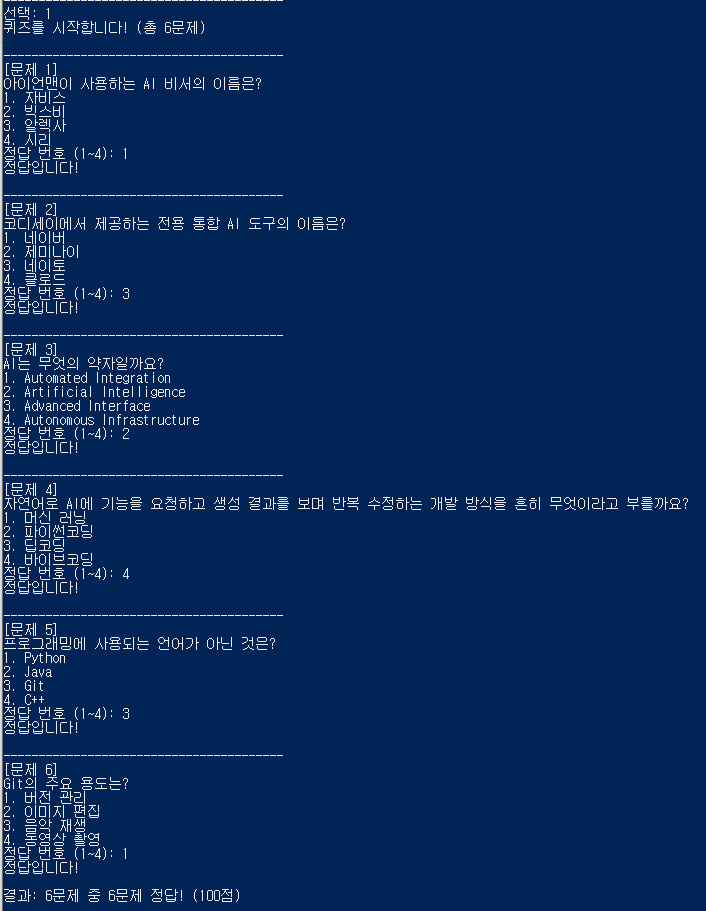 선택: 1
퀴즈를 시작합니다! (총 6문제)
----------------------------------------
[문제 1]
아이언맨이 사용하는 AI 비서의 이름은?
1. 자비스
2. 빅스비
3. 알렉사
4. 시리
정답 번호 (1~4): 1
정답입니다!
----------------------------------------
[문제 2]
코디세이에서 제공하는 전용 통합 AI 도구의 이름은?
1. 네이버
2. 제미나이
3. 네이토
4. 클로드
정답 번호 (1~4): 3
정답입니다!
----------------------------------------
[문제 3]
AI는 무엇의 약자일까요?
1. Automated Integration
2. Artificial Intelligence
3. Advanced Interface
4. Autonomous Infrastructure
정답 번호 (1~4): 2
정답입니다!
----------------------------------------
[문제 4]
자연어로 AI에 기능을 요청하고 생성 결과를 보며 반복 수정하는 개발 방식을 흔히 무엇이라고 부를까요?
1. 머신 러닝
2. 파이썬코딩
3. 딥코딩
4. 바이브코딩
정답 번호 (1~4): 4
정답입니다!
----------------------------------------
[문제 5]
프로그래밍에 사용되는 언어가 아닌 것은?
1. Python
2. Java
3. Git
4. C++
정답 번호 (1~4): 3
정답입니다!
----------------------------------------
[문제 6]
Git의 주요 용도는?
1. 버전 관리
2. 이미지 편집
3. 음악 재생
4. 동영상 촬영
정답 번호 (1~4): 1
정답입니다!
결과: 6문제 중 6문제 정답! (100점)